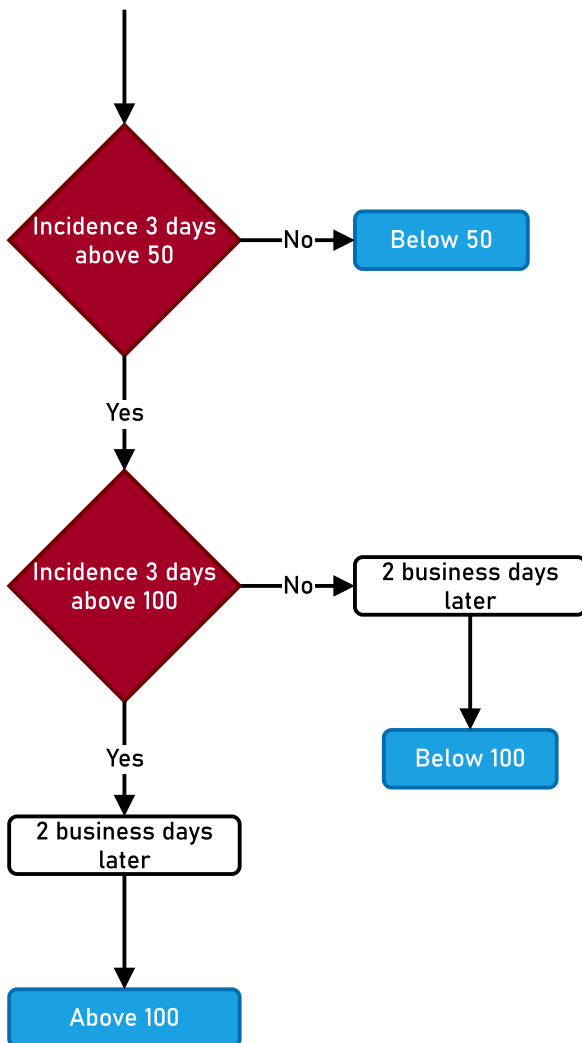 Incidence 3 days
above 50
No
Below 50
Yes
Incidence 3 days
above 100
No
2 business days
later
Yes
Below 100
2 business days
later
Above 100